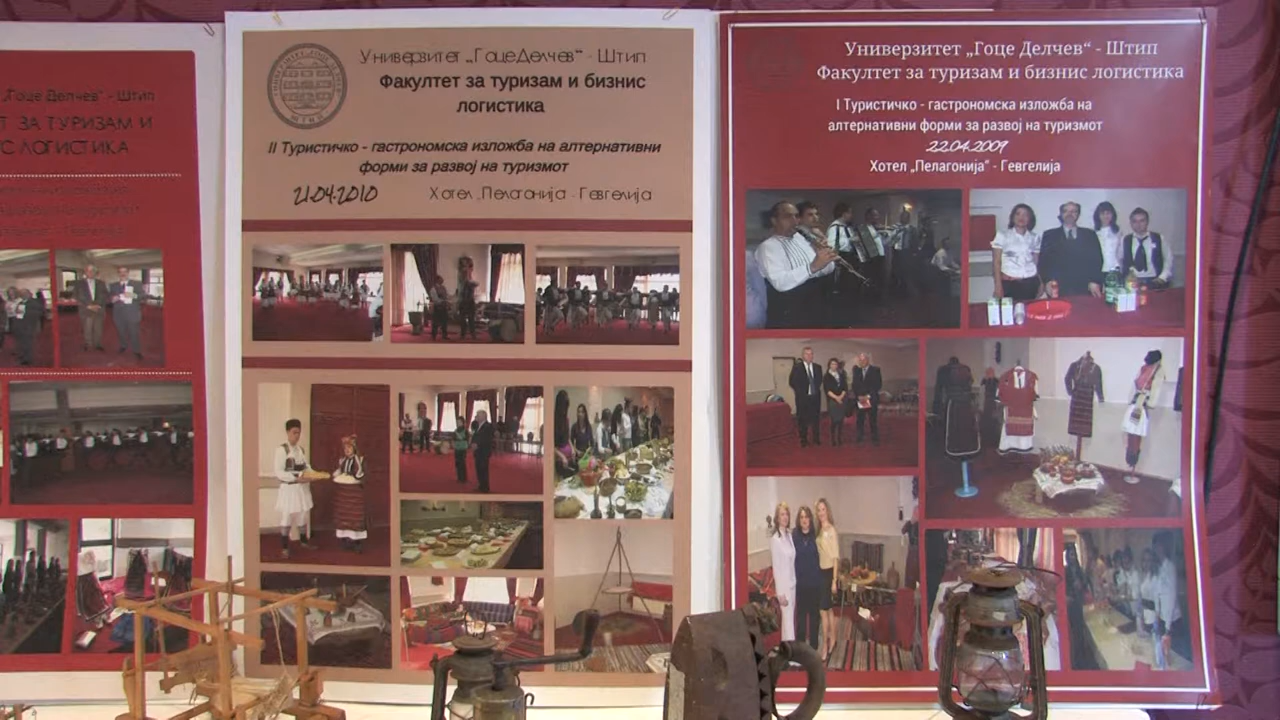 „Гоце Делчев“ - Штип
ЗА ТУРИЗАМ И
ЛОГИСТИКА
Универзитет „Гоце Делчев“ - Штип
Факултет за туризам и бизнис
логистика
II Туристичко - гастрономска изложба на алтернативни
форми за развој на туризмот
21.04.2010 Хотел „Пелагонија“ - Гевгелија
Универзитет „Гоце Делчев“ - Штип
Факултет за туризам и бизнис логистика
I Туристичко - гастрономска изложба на
алтернативни форми за развој на туризмот
22.04.2009
Хотел „Пелагонија“ - Гевгелија